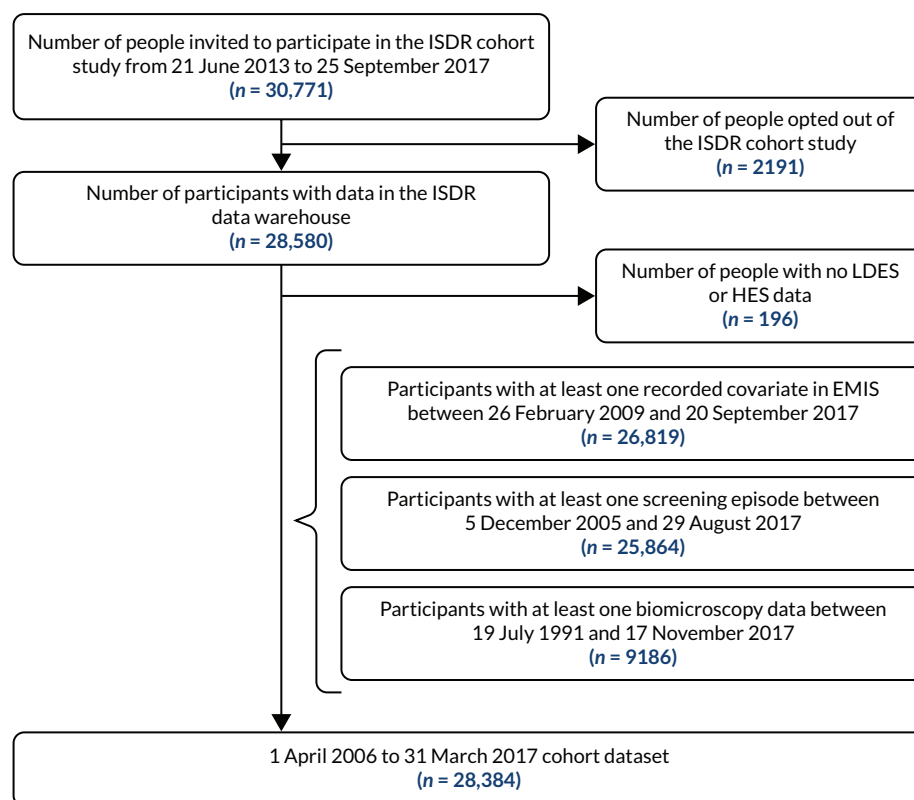 Number of people invited to participate in the ISDR cohort
study from 21 June 2013 to 25 September 2017
(n = 30,771)
Number of people opted out of
the ISDR cohort study
(n = 2191)
Number of participants with data in the ISDR
data warehouse
(n = 28,580)
Number of people with no LDES
or HES data
(n = 196)
Participants with at least one recorded covariate in EMIS
between 26 February 2009 and 20 September 2017
(n = 26,819)
Participants with at least one screening episode between
5 December 2005 and 29 August 2017
(n = 25,864)
Participants with at least one biomicroscopy data between
19 July 1991 and 17 November 2017
(n = 9186)
1 April 2006 to 31 March 2017 cohort dataset
(n = 28,384)